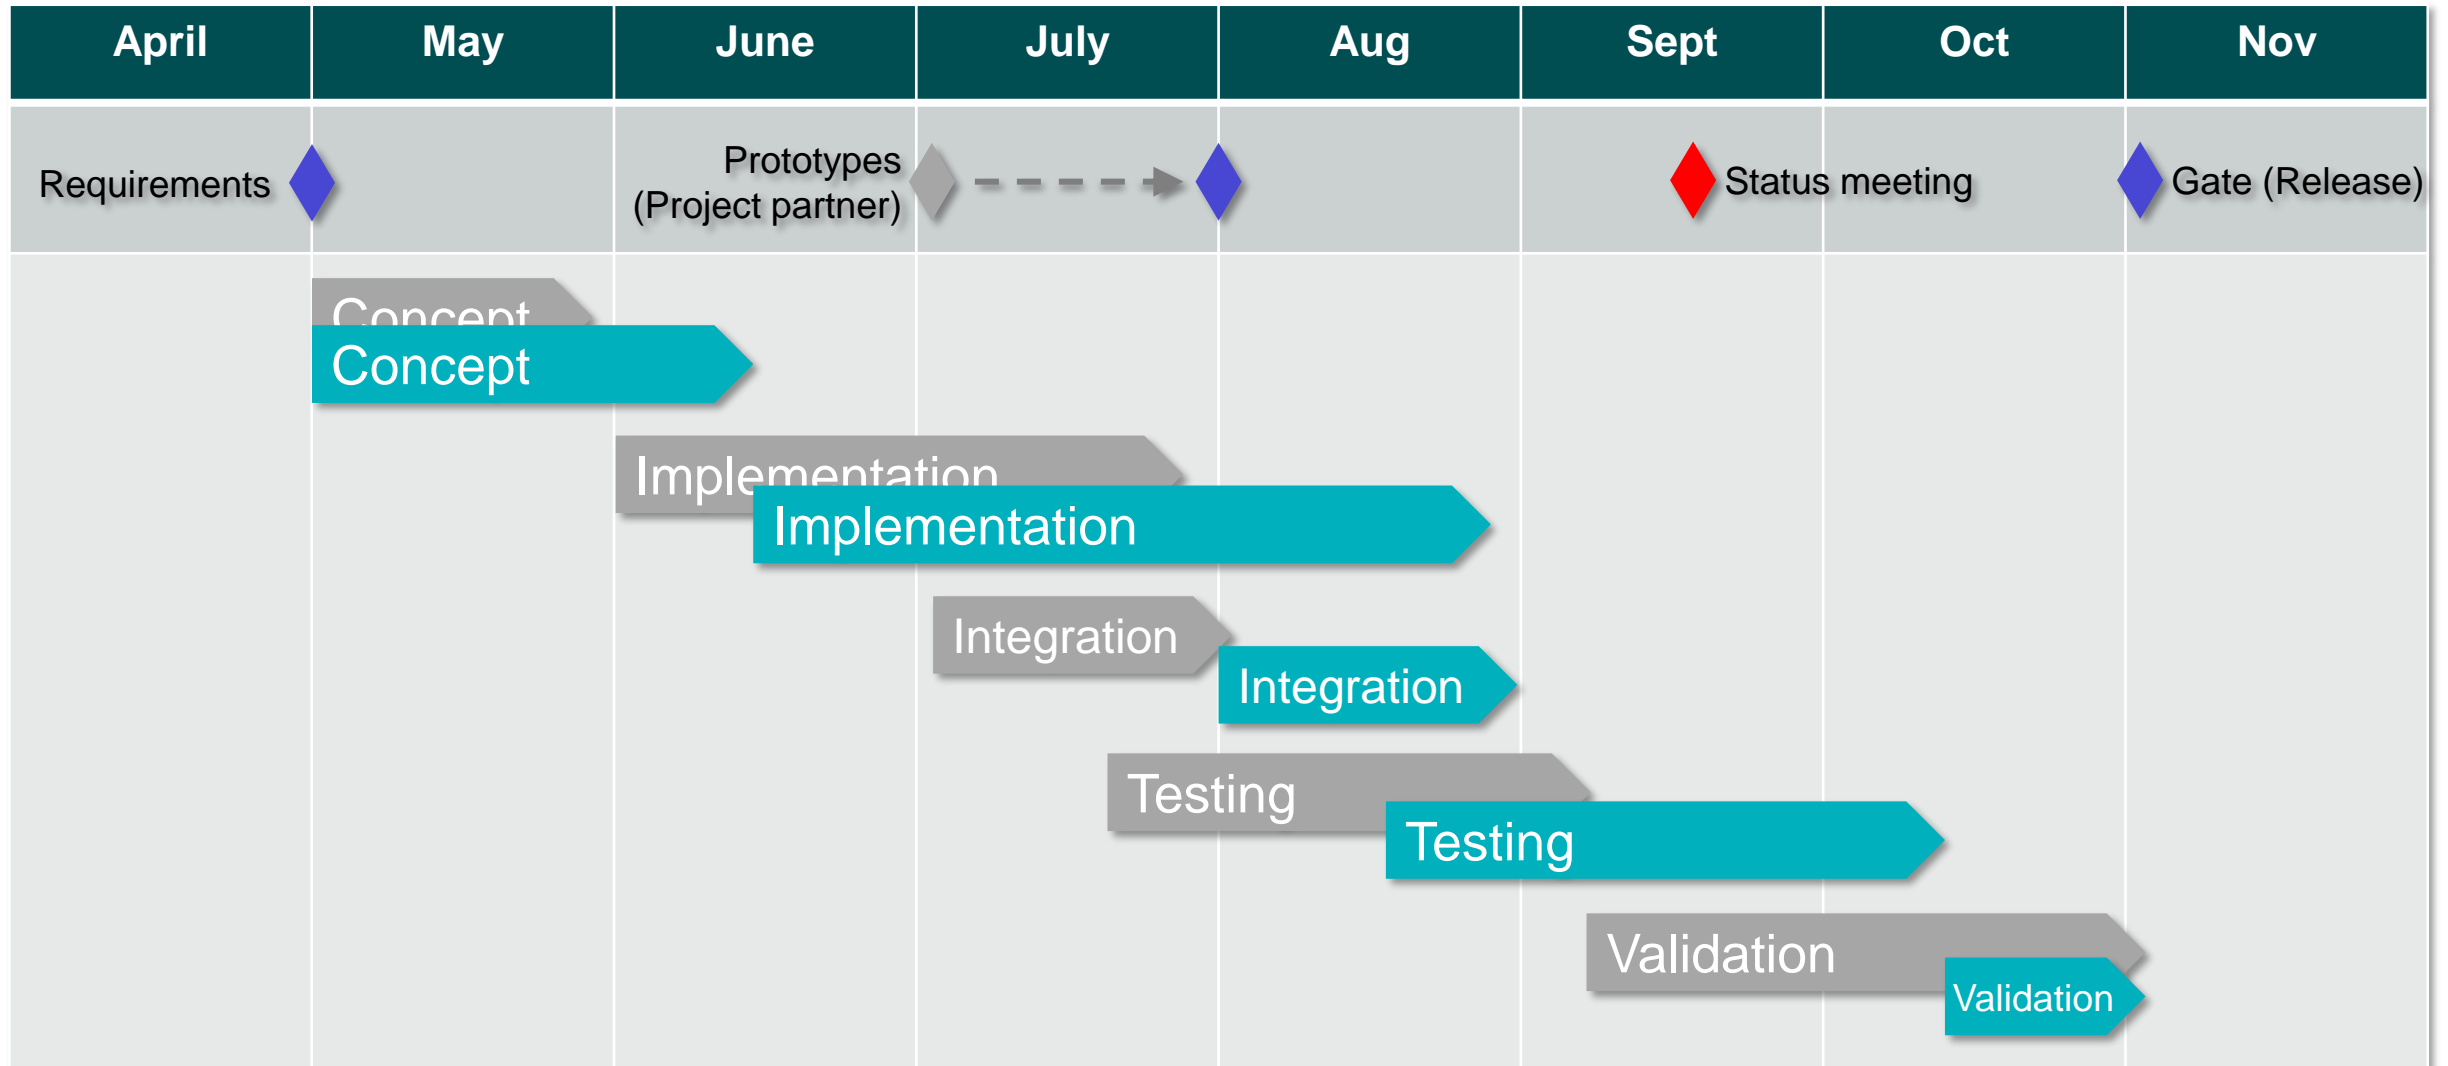 April
May
June
July
Aug
Sept
Oct
Nov
Requirements
Prototypes
(Project partner)
Status meeting
Gate (Release)
Concept
Concept
Implementation
Implementation
Integration
Integration
Testing
Testing
Validation
Validation